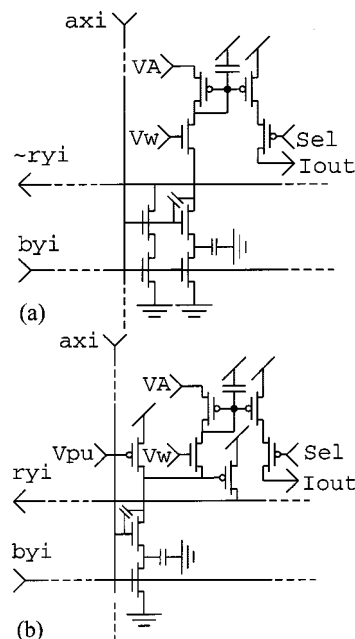 axi
VA
Vw
~ryi
Sel
Iout
byi
(a)
axi
VA
Vpu
Vw
ryi
Sel
Iout
byi
(b)